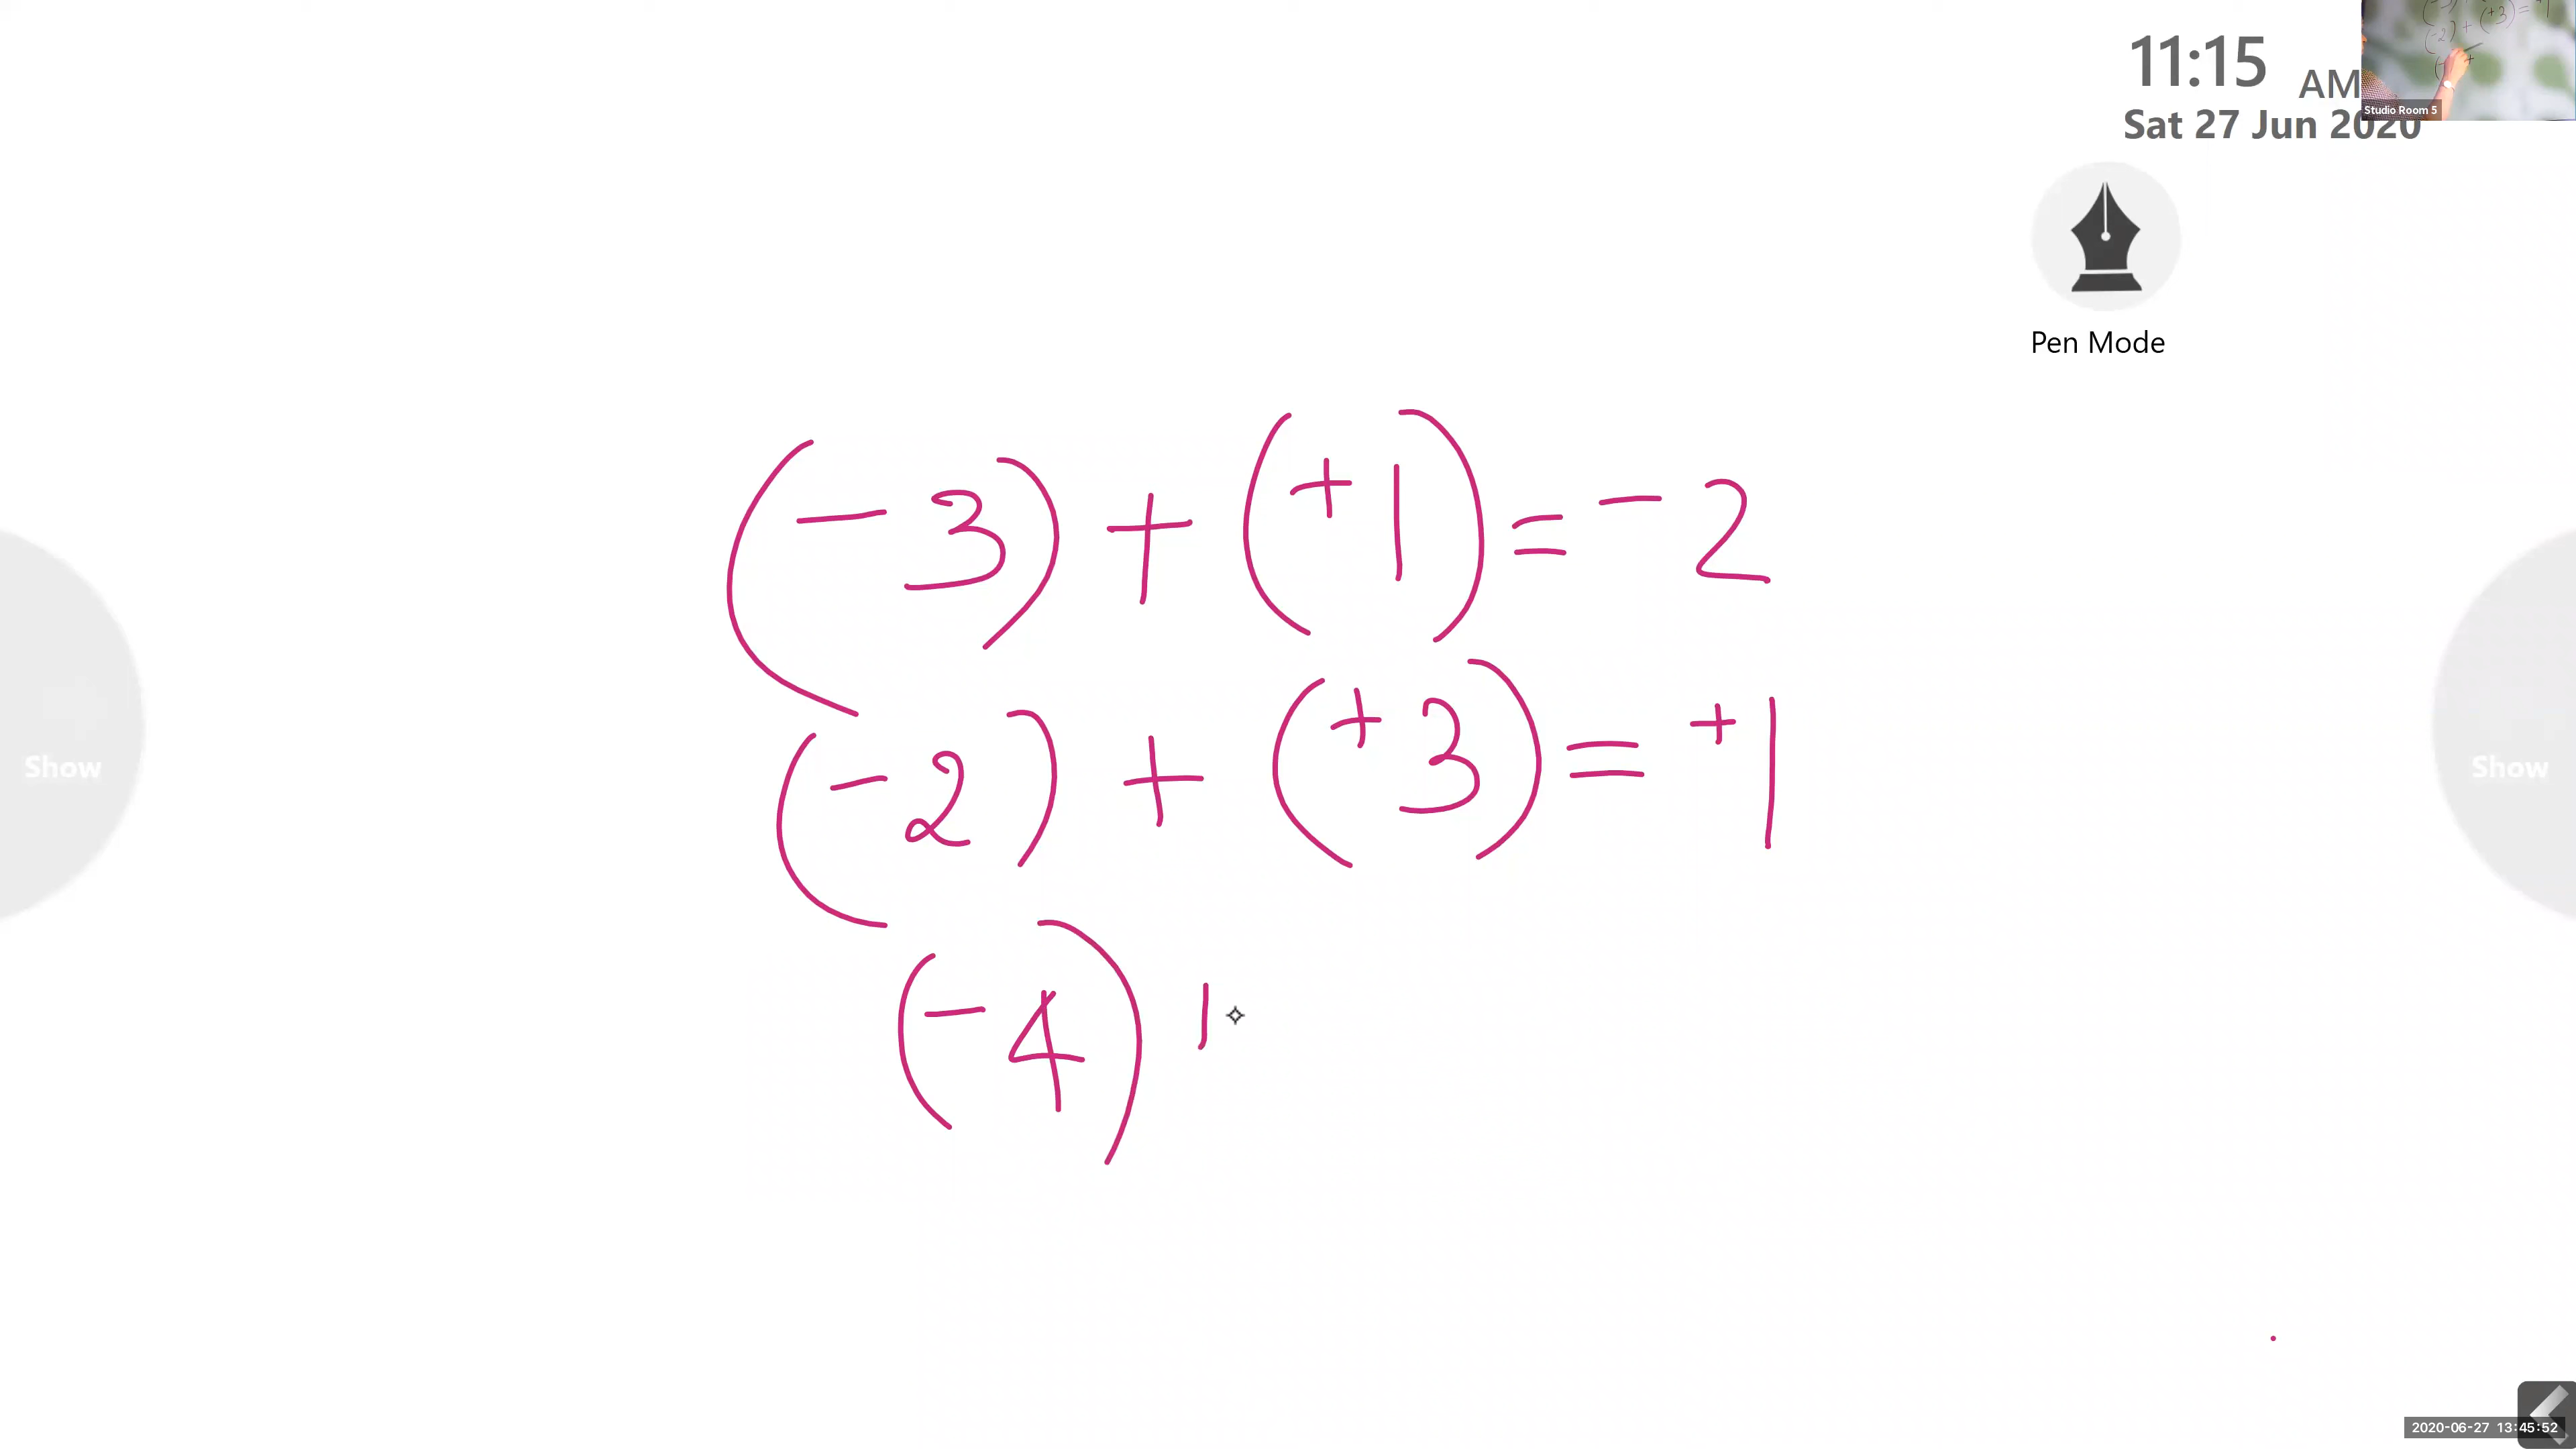 11:15 AM
Sat 27 Jun 2020
Studio Room 5
Pen Mode
(-3) + (+1) = -2
(-2) + (+3) = +1
(-4) 1
Show
Show
2020-06-27 13:45:52